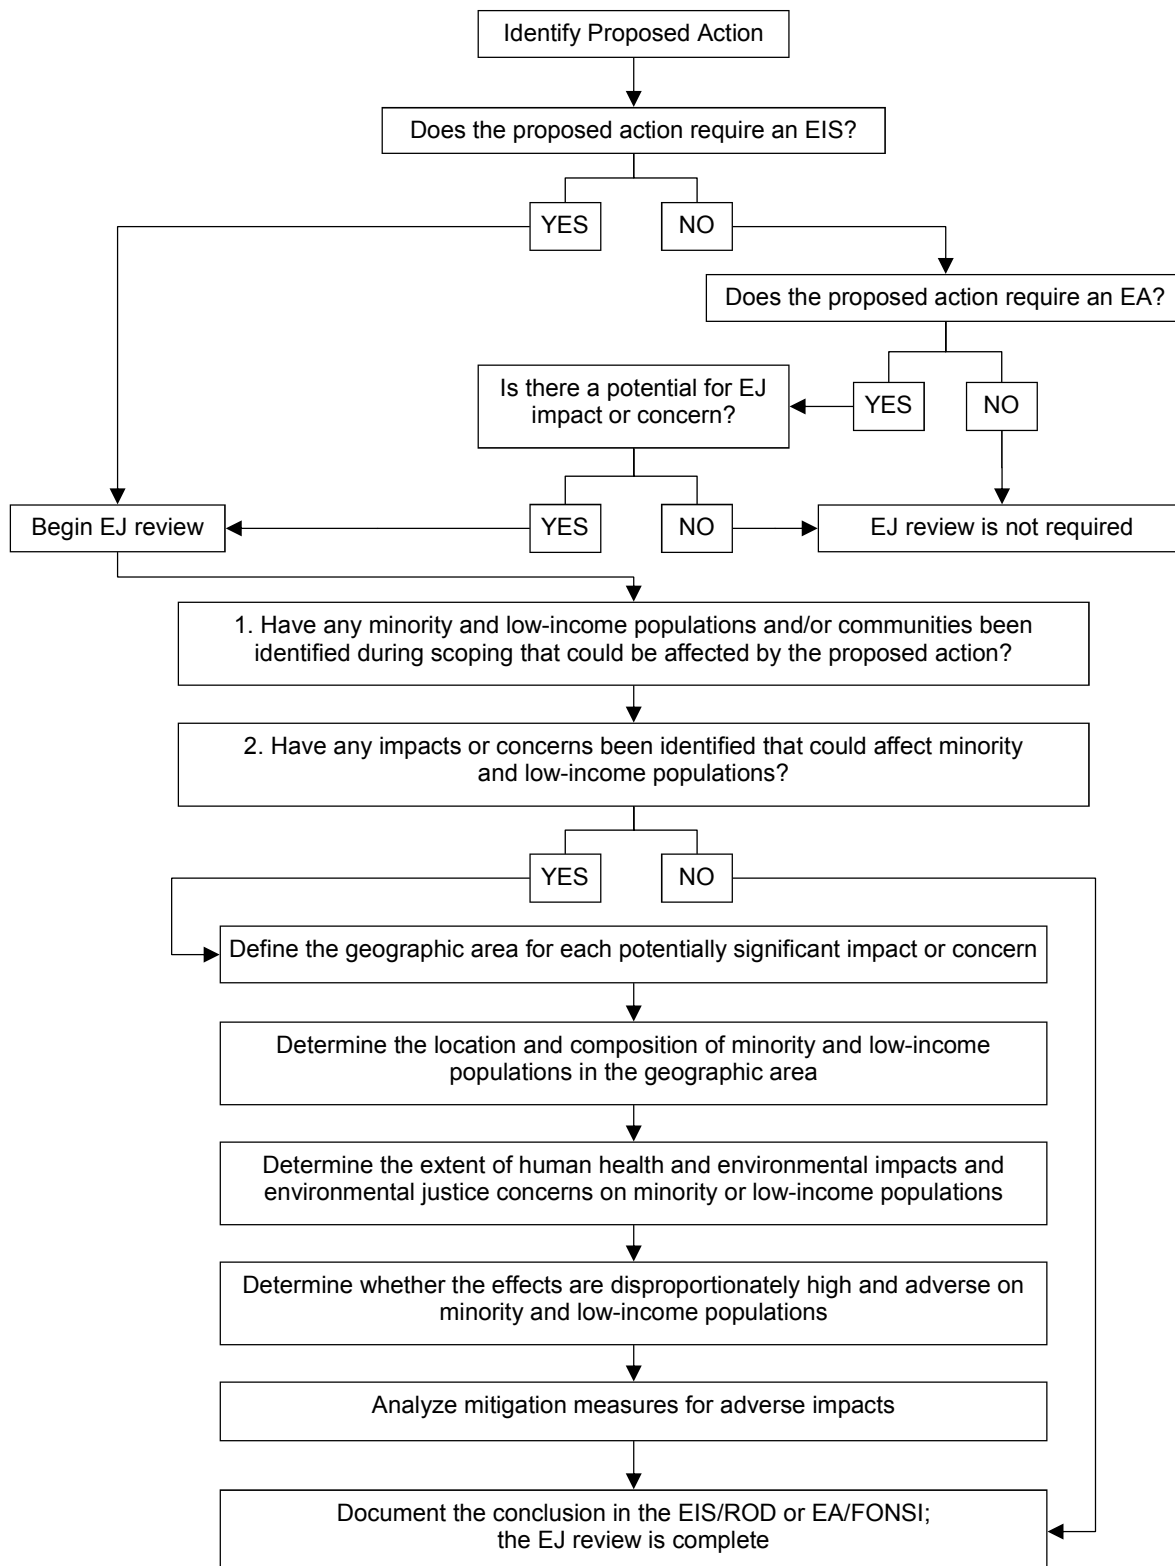 Identify Proposed Action
Does the proposed action require an EIS?
YES
NO
Does the proposed action require an EA?
Is there a potential for EJ
impact or concern?
YES
NO
Begin EJ review
YES
NO
EJ review is not required
1. Have any minority and low-income populations and/or communities been
identified during scoping that could be affected by the proposed action?
2. Have any impacts or concerns been identified that could affect minority
and low-income populations?
YES
NO
Define the geographic area for each potentially significant impact or concern
Determine the location and composition of minority and low-income
populations in the geographic area
Determine the extent of human health and environmental impacts and
environmental justice concerns on minority or low-income populations
Determine whether the effects are disproportionately high and adverse on
minority and low-income populations
Analyze mitigation measures for adverse impacts
Document the conclusion in the EIS/ROD or EA/FONSI;
the EJ review is complete